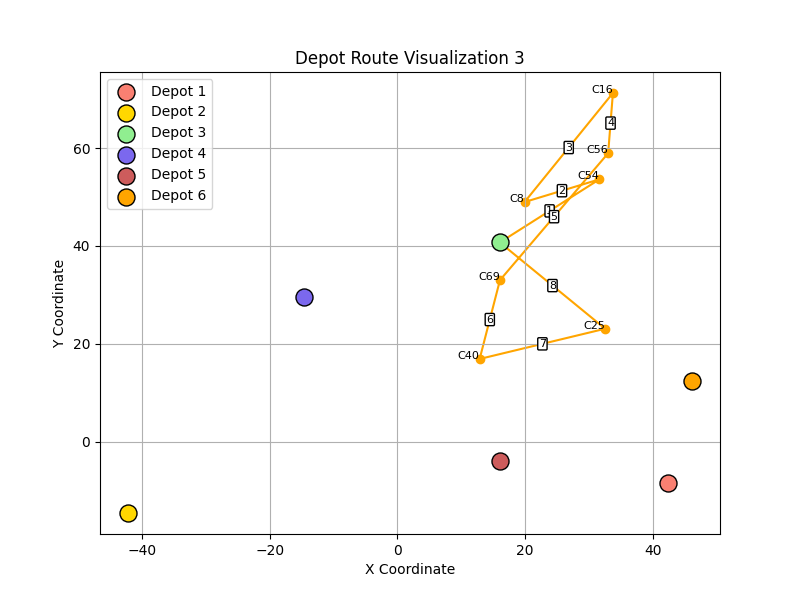 Depot Route Visualization 3
Depot 1
Depot 2
Depot 3
Depot 4
Depot 5
Depot 6
C16
4
3
C56
C54
2
C8
1
5
C69
8
6
C25
7
C40
60
40
20
0
−40
−20
0
20
40
Y Coordinate
X Coordinate